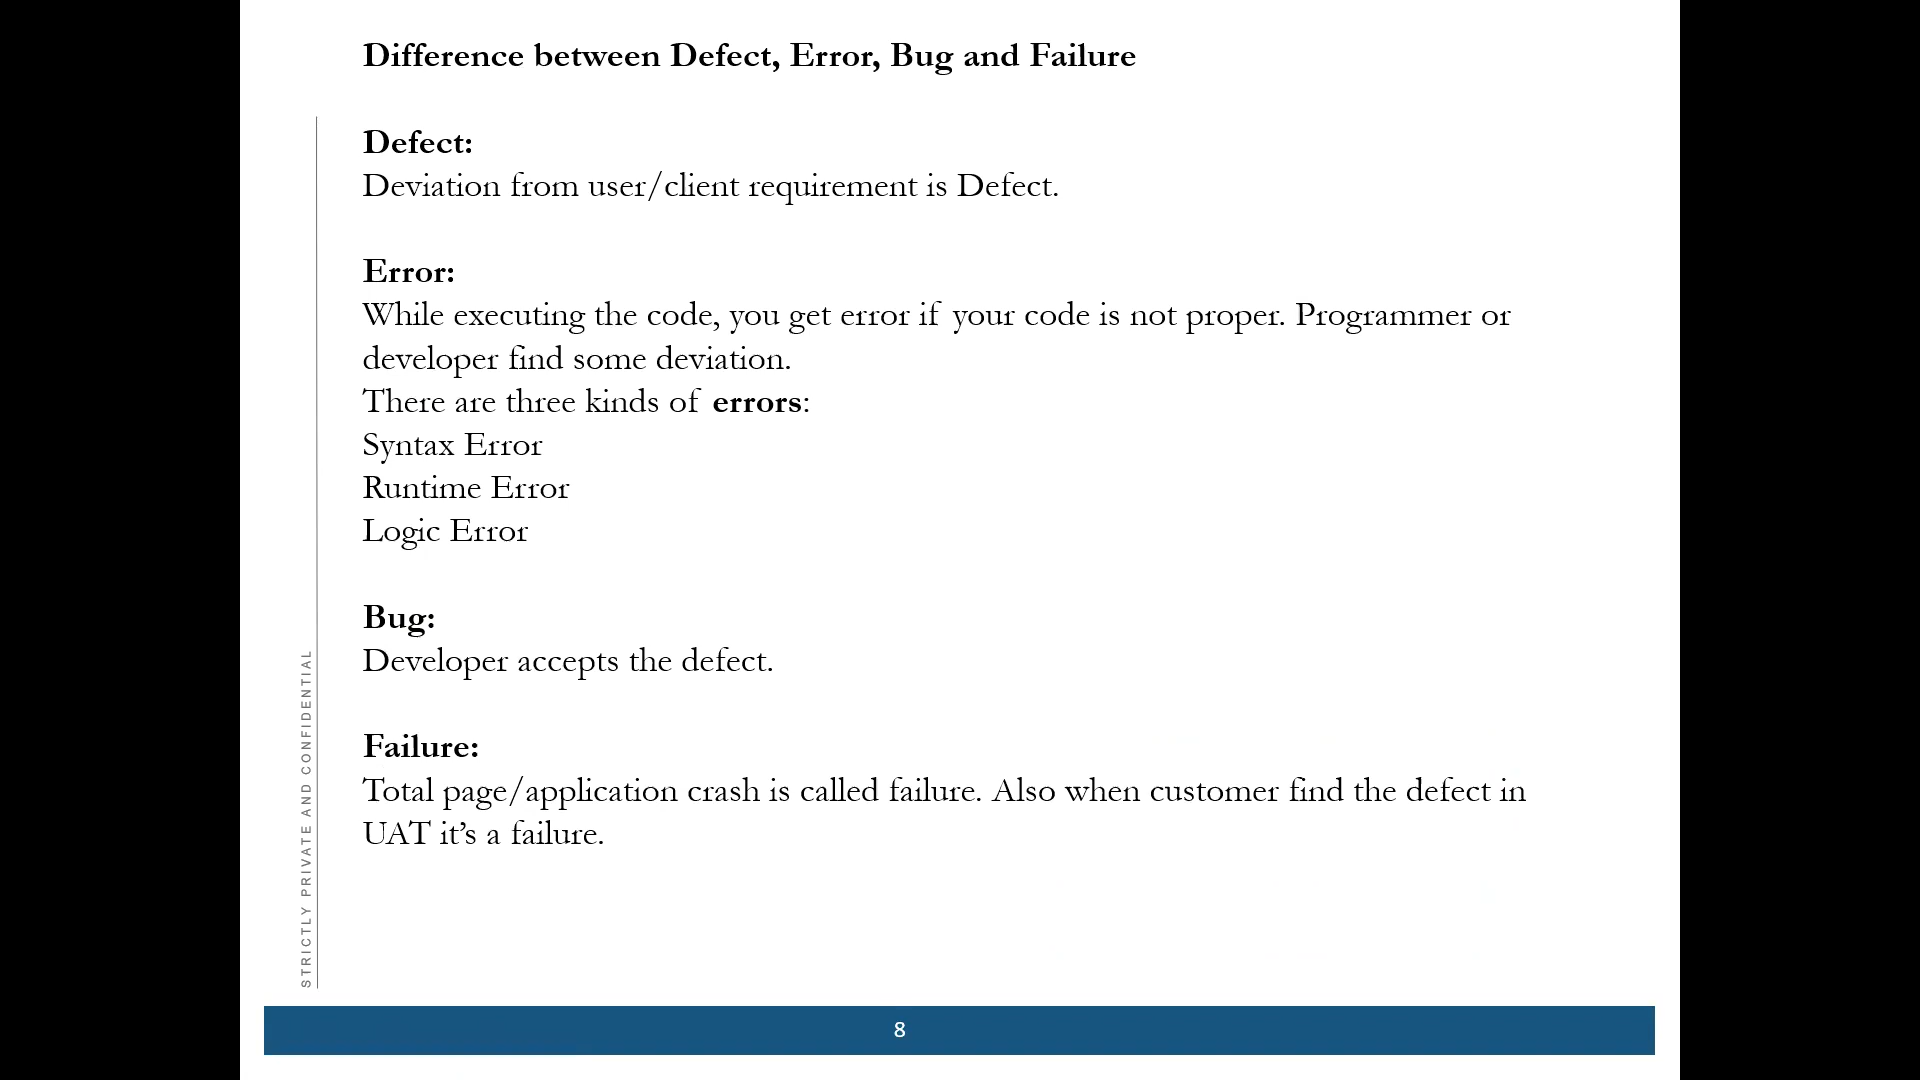 Difference between Defect, Error, Bug and Failure
Defect:
Deviation from user/client requirement is Defect.
Error:
While executing the code, you get error if your code is not proper. Programmer or
developer find some deviation.
There are three kinds of errors:
Syntax Error
Runtime Error
Logic Error
Bug:
Developer accepts the defect.
Failure:
Total page/application crash is called failure. Also when customer find the defect in
UAT it’s a failure.
STRICTLY PRIVATE AND CONFIDENTIAL
8